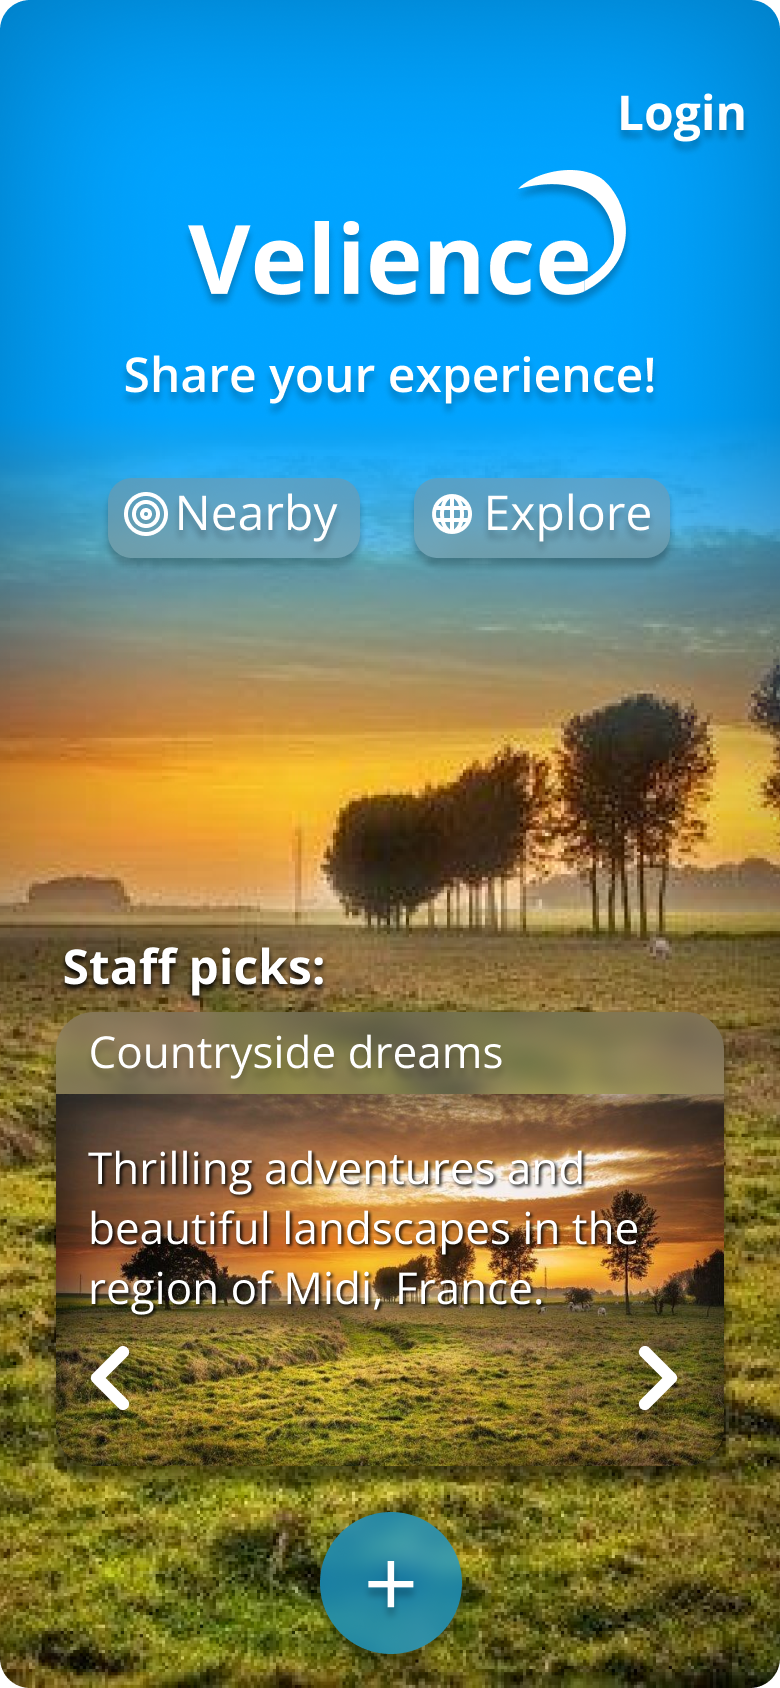 Login
Velience
Share your experience!
Nearby
Explore
Staff picks:
Countryside dreams
Thrilling adventures and
beautiful landscapes in the
region of Midi, France.